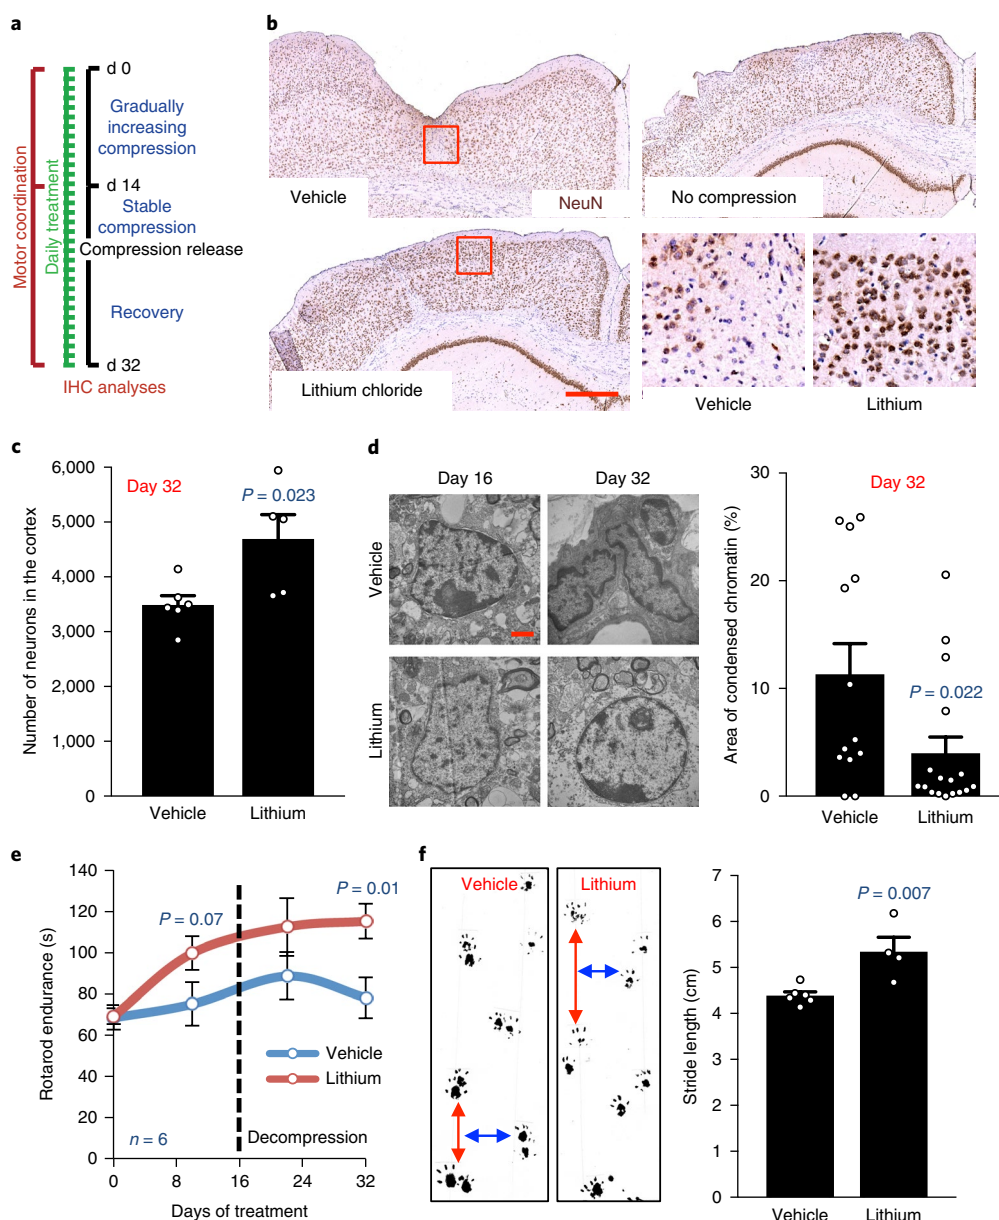 a
Motor coordination
Daily treatment
d 0
Gradually
increasing
compression
d 14
Stable
compression
Compression release
Recovery
d 32
IHC analyses
b
Vehicle
NeuN
No compression
Lithium chloride
Vehicle
Lithium
c
Number of neurons in the cortex
6,000
5,000
4,000
3,000
2,000
1,000
0
Day 32
P = 0.023
Vehicle
Lithium
d
Day 16
Day 32
Vehicle
Lithium
Area of condensed chromatin (%)
30
20
10
0
Day 32
P = 0.022
Vehicle
Lithium
e
Rotarod endurance (s)
140
120
100
80
60
40
20
0
P = 0.07
P = 0.01
Vehicle
Lithium
n = 6
Decompression
0
8
16
24
32
Days of treatment
f
Vehicle
Lithium
Stride length (cm)
7
6
5
4
3
2
1
0
P = 0.007
Vehicle
Lithium